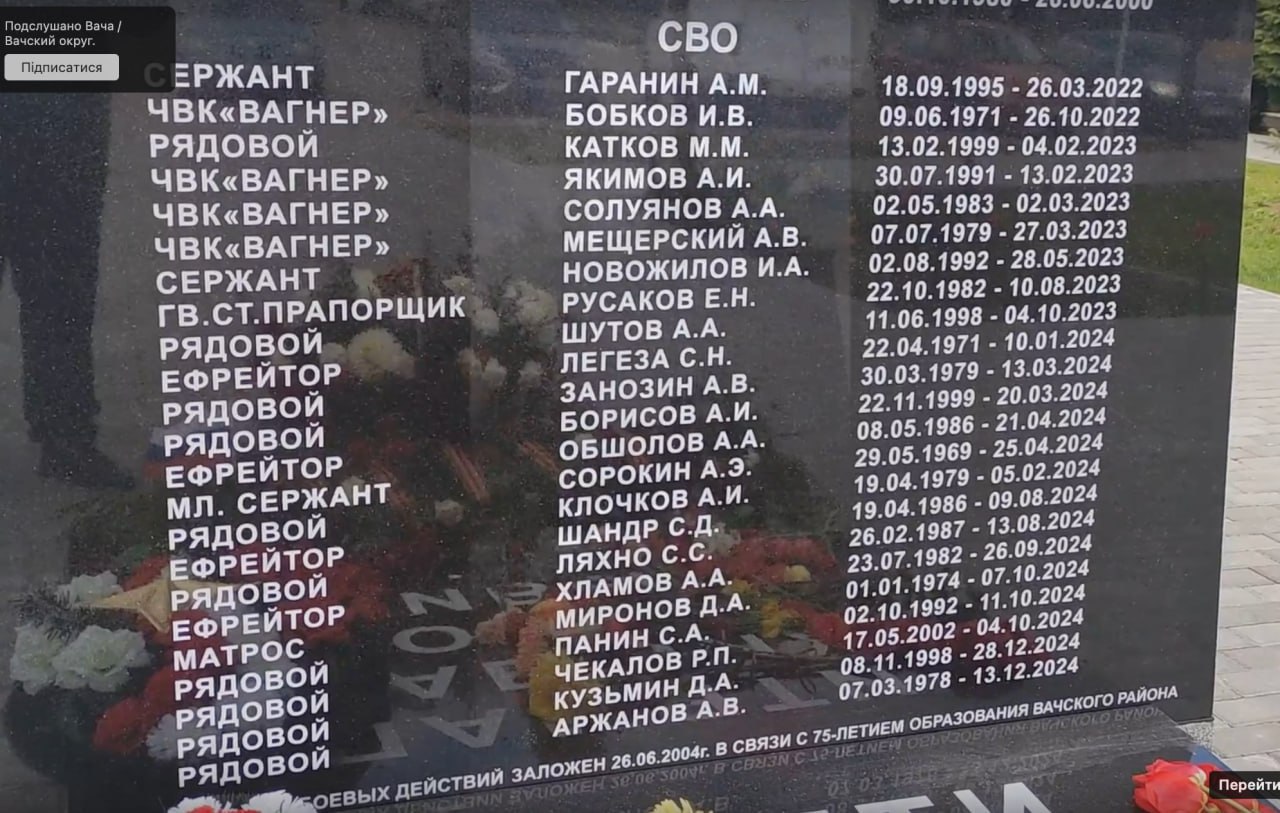 Подслушано Вача /
Вачский округ.
Підписатися
СВО
СЕРЖАНТ ГАРАНИН А.М. 18.09.1995 - 26.03.2022
ЧВК«ВАГНЕР» БОБКОВ И.В. 09.06.1971 - 26.10.2022
РЯДОВОЙ КАТКОВ М.М. 13.02.1999 - 04.02.2023
ЧВК«ВАГНЕР» ЯКИМОВ А.И. 30.07.1991 - 13.02.2023
ЧВК«ВАГНЕР» СОЛУЯНОВ А.А. 02.05.1983 - 02.03.2023
ЧВК«ВАГНЕР» МЕЩЕРСКИЙ А.В. 07.07.1979 - 27.03.2023
СЕРЖАНТ НОВОЖИЛОВ И.А. 02.08.1992 - 28.05.2023
ГВ.СТ.ПРАПОРЩИК РУСАКОВ Е.Н. 22.10.1982 - 10.08.2023
РЯДОВОЙ ШУТОВ А.А. 11.06.1998 - 04.10.2023
ЕФРЕЙТОР ЛЕГЕЗА С.Н. 22.04.1971 - 10.01.2024
РЯДОВОЙ ЗАНОЗИН А.В. 30.03.1979 - 13.03.2024
РЯДОВОЙ БОРИСОВ А.И. 22.11.1999 - 20.03.2024
ЕФРЕЙТОР ОБШОЛОВ А.А. 08.05.1986 - 21.04.2024
МЛ. СЕРЖАНТ СОРОКИН А.Э. 29.05.1969 - 25.04.2024
РЯДОВОЙ КЛОЧКОВ А.И. 19.04.1979 - 05.02.2024
ЕФРЕЙТОР ШАНДР С.Д. 19.04.1986 - 09.08.2024
РЯДОВОЙ ЛЯХНО С.С. 26.02.1987 - 13.08.2024
ЕФРЕЙТОР ХЛАМОВ А.А. 23.07.1982 - 26.09.2024
МАТРОС МИРОНОВ Д.А. 01.01.1974 - 07.10.2024
РЯДОВОЙ ПАНИН С.А. 02.10.1992 - 11.10.2024
РЯДОВОЙ ЧЕКАЛОВ Р.П. 17.05.2002 - 04.10.2024
РЯДОВОЙ КУЗЬМИН Д.А. 08.11.1998 - 28.12.2024
РЯДОВОЙ АРЖАНОВ А.В. 07.03.1978 - 13.12.2024
БОЕВЫХ ДЕЙСТВИЙ ЗАЛОЖЕН 26.06.2004г. В СВЯЗИ С 75-ЛЕТИЕМ ОБРАЗОВАНИЯ ВАЧСКОГО РАЙОНА
Перейти